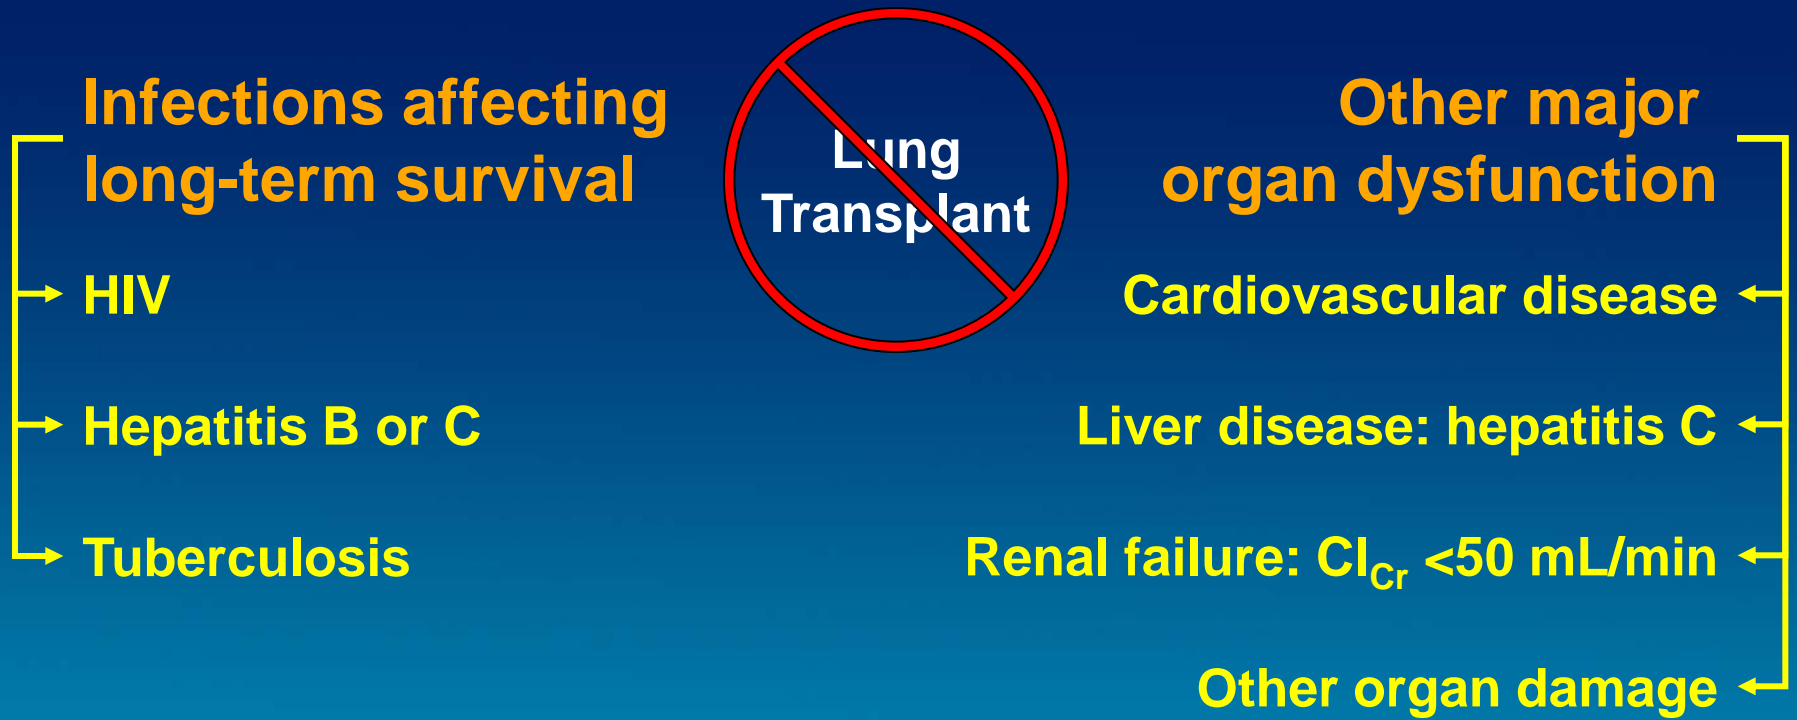 Infections affecting
long-term survival
HIV
Hepatitis B or C
Tuberculosis
Lung
Transplant
Other major
organ dysfunction
Cardiovascular disease
Liver disease: hepatitis C
Renal failure: Cl_Cr <50 mL/min
Other organ damage